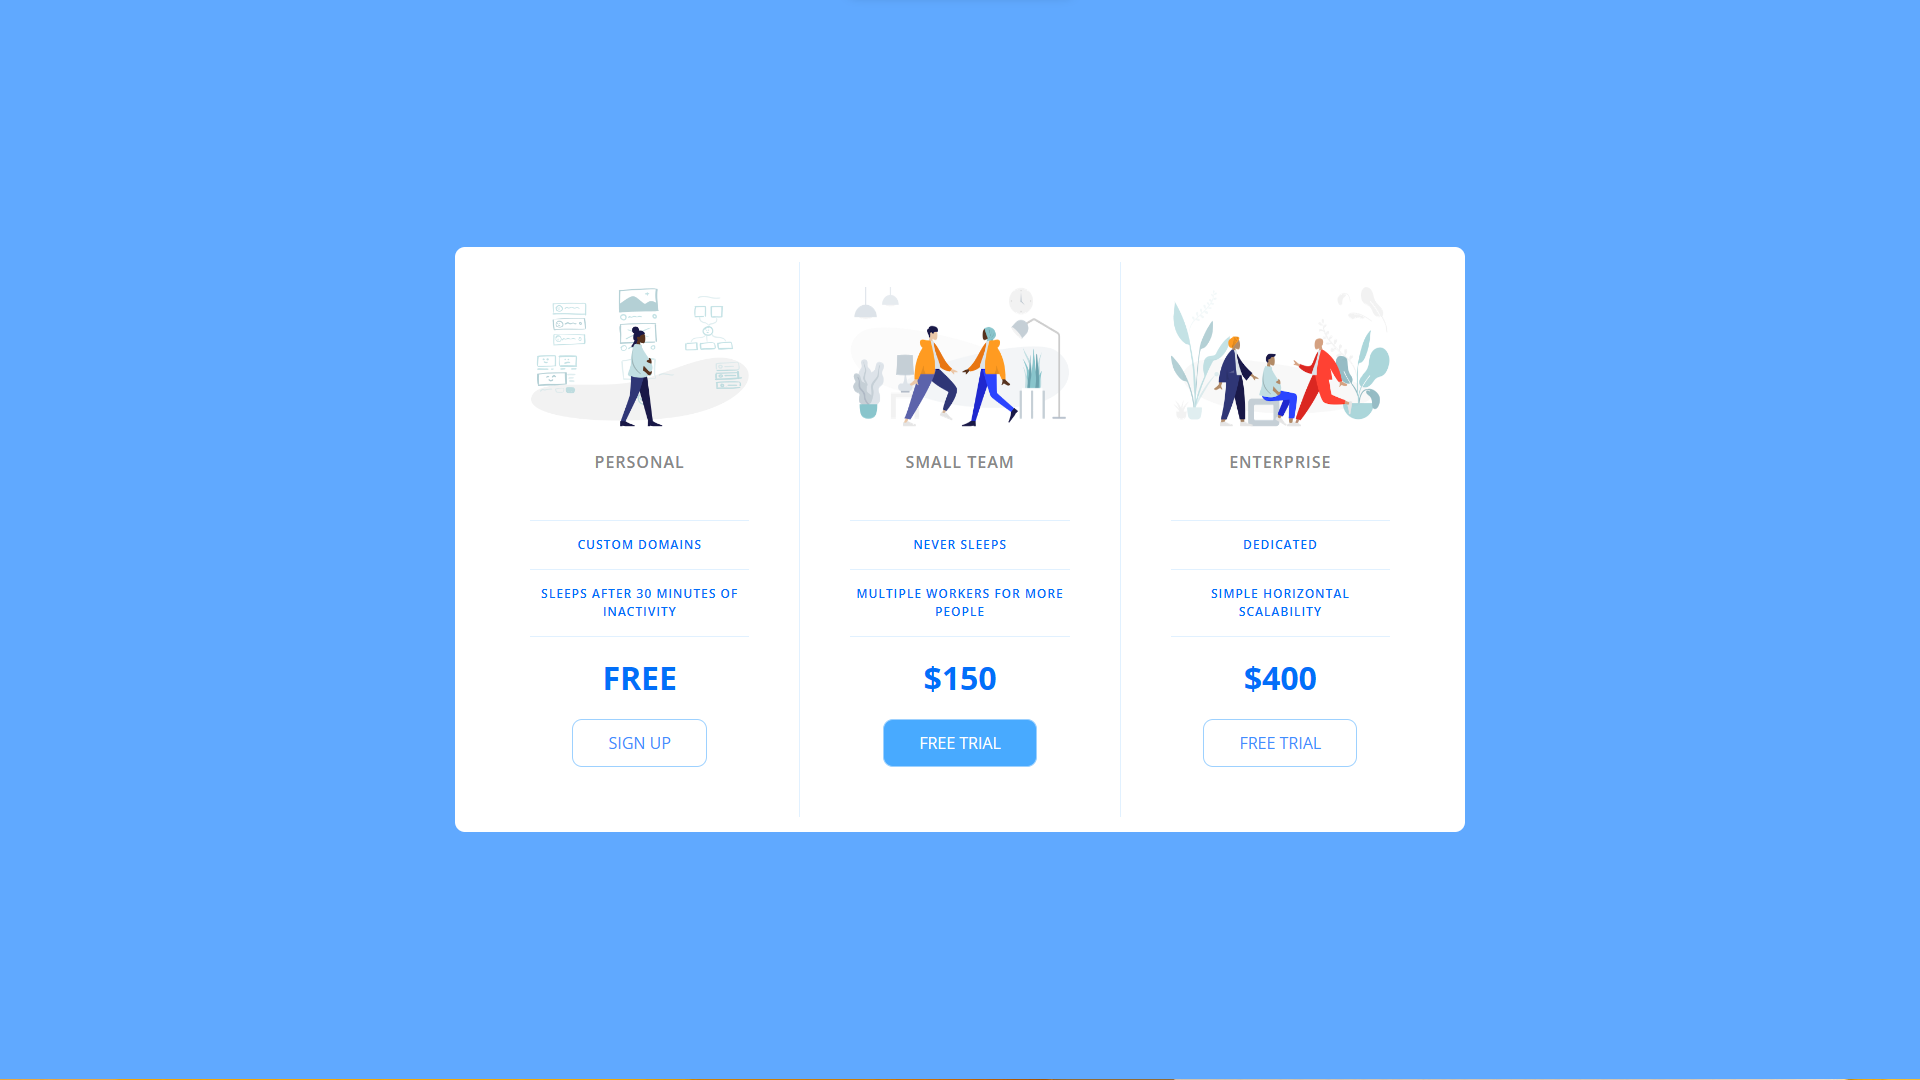 PERSONAL
CUSTOM DOMAINS
SLEEPS AFTER 30 MINUTES OF
INACTIVITY
FREE
SIGN UP
SMALL TEAM
NEVER SLEEPS
MULTIPLE WORKERS FOR MORE
PEOPLE
$150
FREE TRIAL
ENTERPRISE
DEDICATED
SIMPLE HORIZONTAL
SCALABILITY
$400
FREE TRIAL